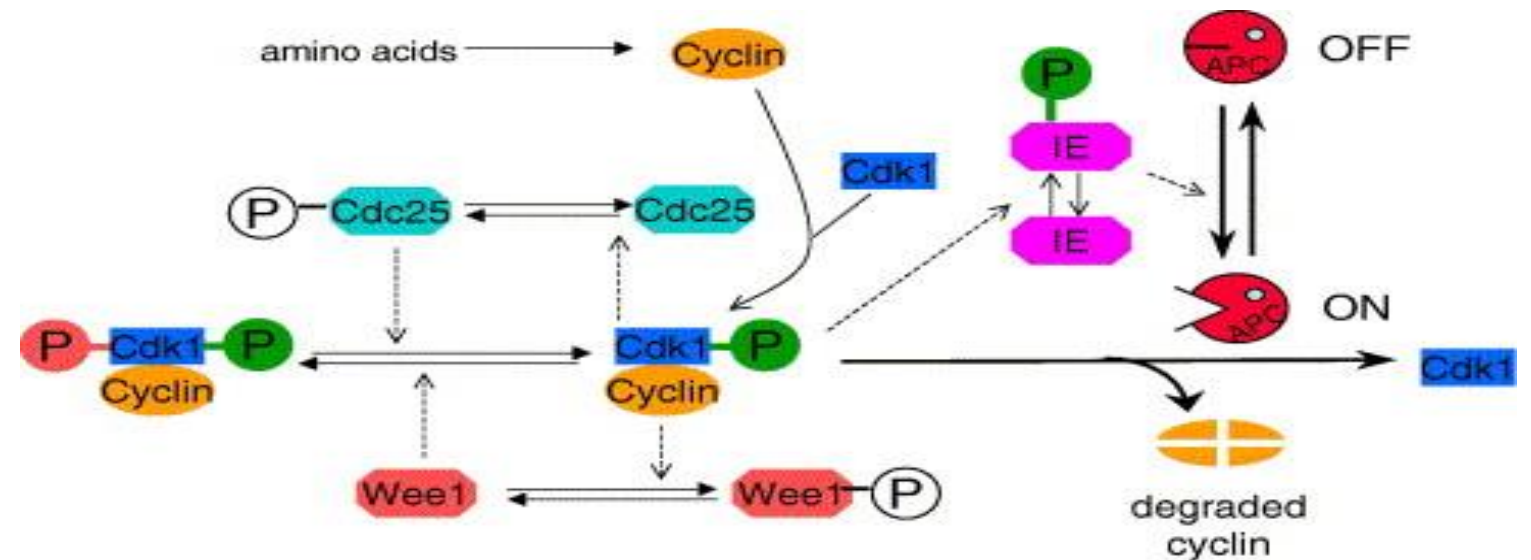 amino acids
Cyclin
APC
OFF
P
IE
Cdk1
P
Cdc25
Cdc25
IE
APC
ON
P
Cdk1
P
Cyclin
Cdk1
P
Cyclin
Cdk1
Wee1
Wee1
P
degraded
cyclin